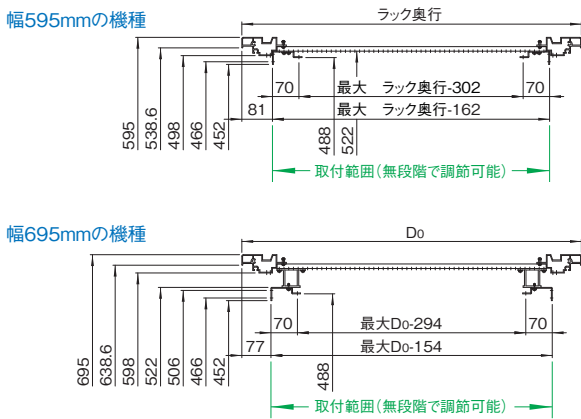 幅595mmの機種
ラック奥行
70
最大 ラック奥行-302
70
81
最大 ラック奥行-162
595
538.6
498
466
452
488
522
取付範囲(無段階で調節可能)
幅695mmの機種
D0
70
最大D0-294
70
77
最大D0-154
695
638.6
598
522
506
466
452
488
取付範囲(無段階で調節可能)